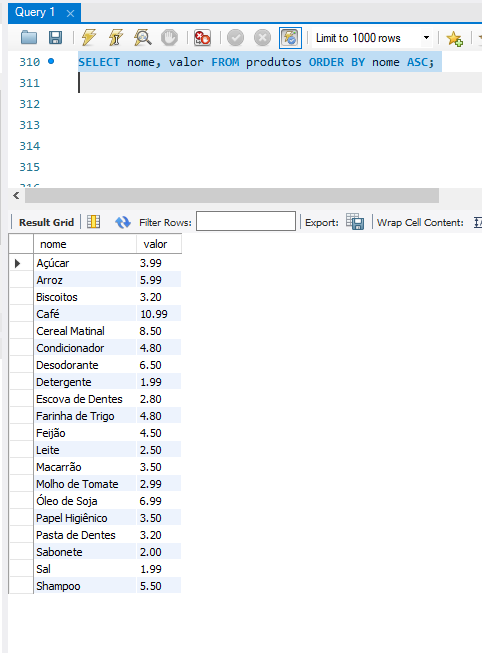 Query 1
Limit to 1000 rows
310 SELECT nome, valor FROM produtos ORDER BY nome ASC;
311
312
313
314
315
316
Result Grid Filter Rows: Export: Wrap Cell Content:
nome valor
Açúcar 3.99
Arroz 5.99
Biscoitos 3.20
Café 10.99
Cereal Matinal 8.50
Condicionador 4.80
Desodorante 6.50
Detergente 1.99
Escova de Dentes 2.80
Farinha de Trigo 4.80
Feijão 4.50
Leite 2.50
Macarrão 3.50
Molho de Tomate 2.99
Óleo de Soja 6.99
Papel Higiênico 3.50
Pasta de Dentes 3.20
Sabonete 2.00
Sal 1.99
Shampoo 5.50